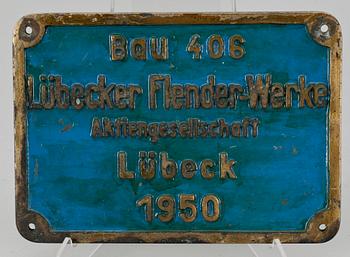 Bau 406
Lübecker Flender-Werke
Aktiengesellschaft
Lübeck
1950